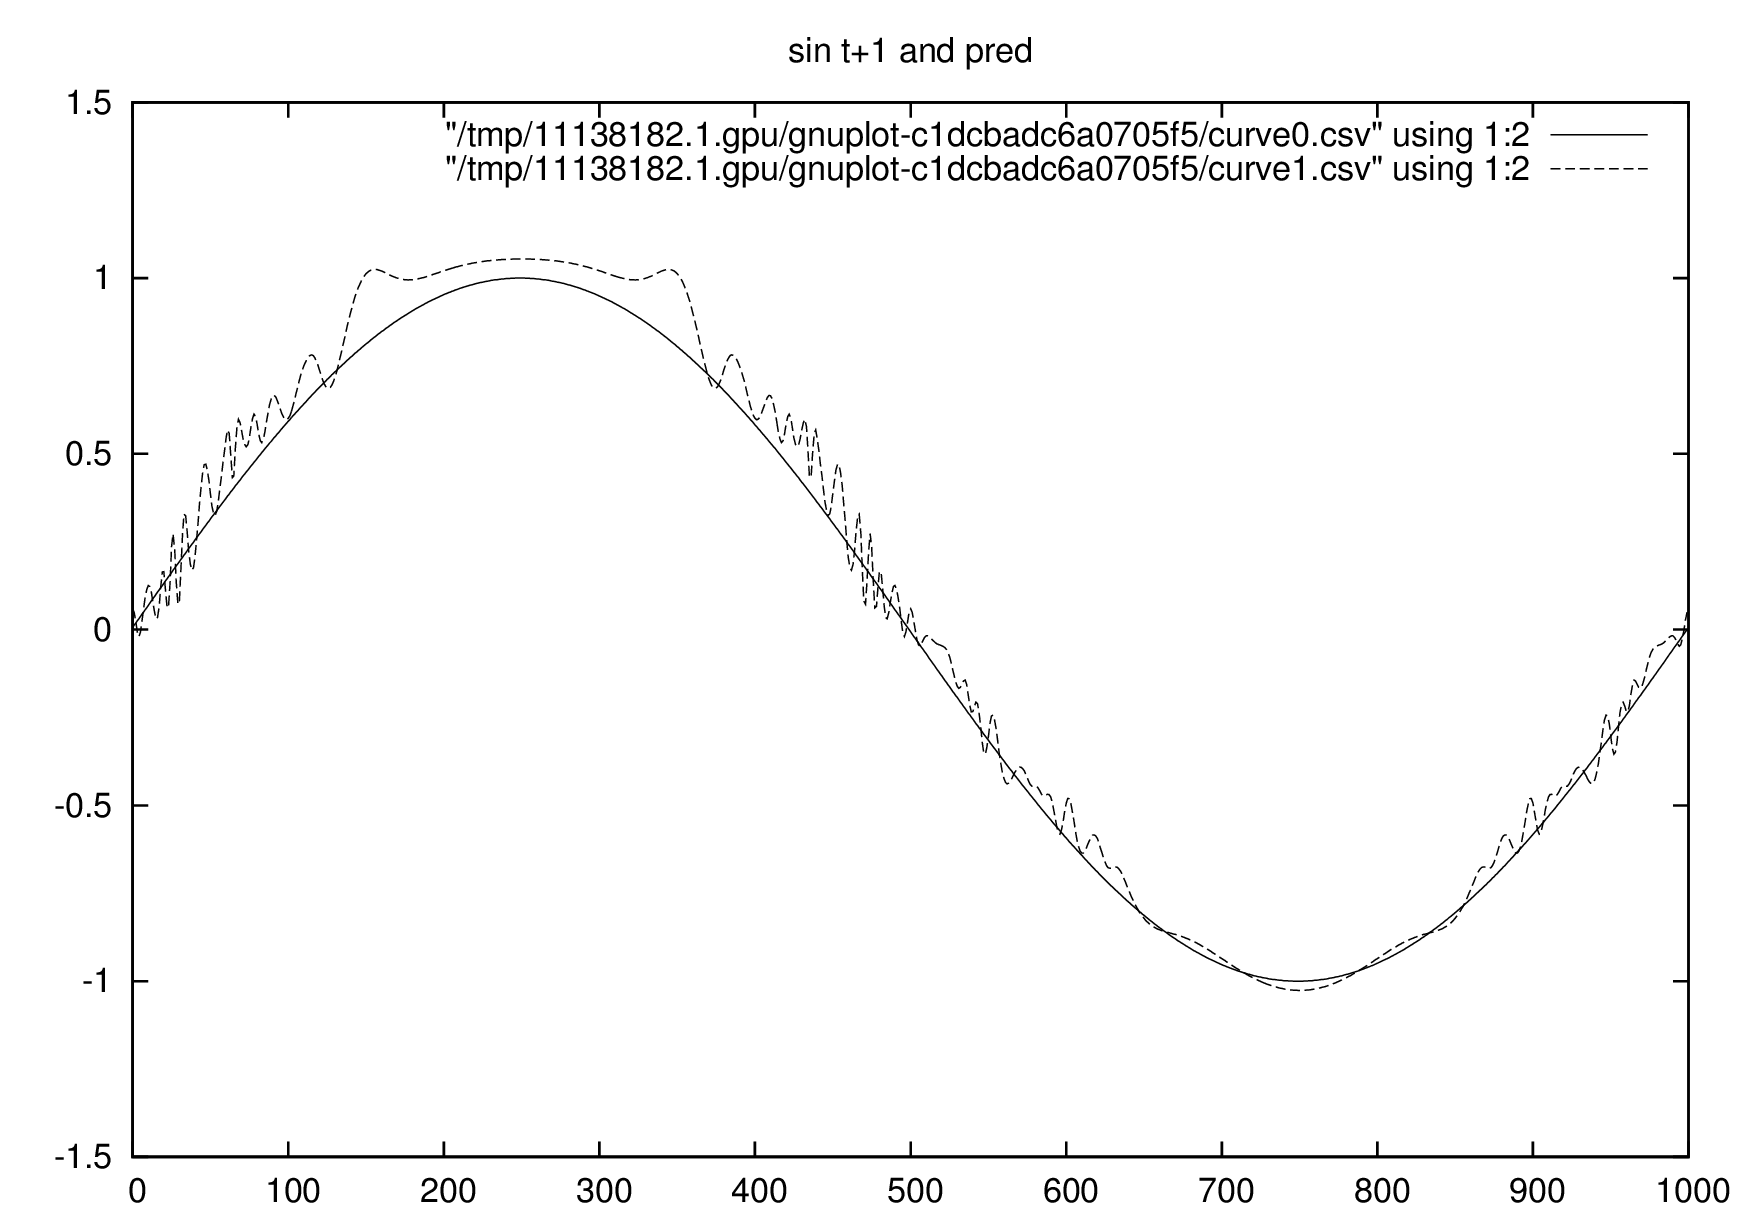 sin t+1 and pred
1.5
"/tmp/11138182.1.gpu/gnuplot-c1dcbadc6a0705f5/curve0.csv" using 1:2
"/tmp/11138182.1.gpu/gnuplot-c1dcbadc6a0705f5/curve1.csv" using 1:2
1
0.5
0
-0.5
-1
-1.5
0 100 200 300 400 500 600 700 800 900 1000